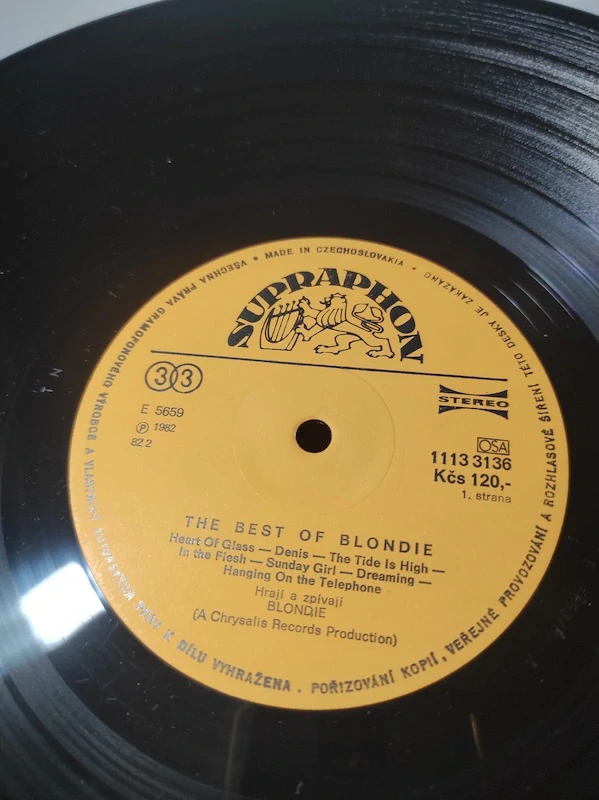 VŠECHNA PRÁVA GRAMOFONOVÉHO VÝROBCE A VLASTNÍKA K DÍLU VYHRAŽENA . POŘIZOVÁNÍ KOPIÍ, VEŘEJNÉ PROVOZOVÁNÍ A ROZHLASOVÉ ŠÍŘENÍ TÉTO DESKY JE ZAKÁZÁNO
• MADE IN CZECHOSLOVAKIA •
SUPRAPHON
33
STEREO
E 5659
Ⓟ 1982
82 2
OSA
1113 3136
Kčs 120,-
1. strana
THE BEST OF BLONDIE
Heart Of Glass — Denis — The Tide Is High —
In the Flesh — Sunday Girl — Dreaming —
Hanging On the Telephone
Hrají a zpívají
BLONDIE
(A Chrysalis Records Production)